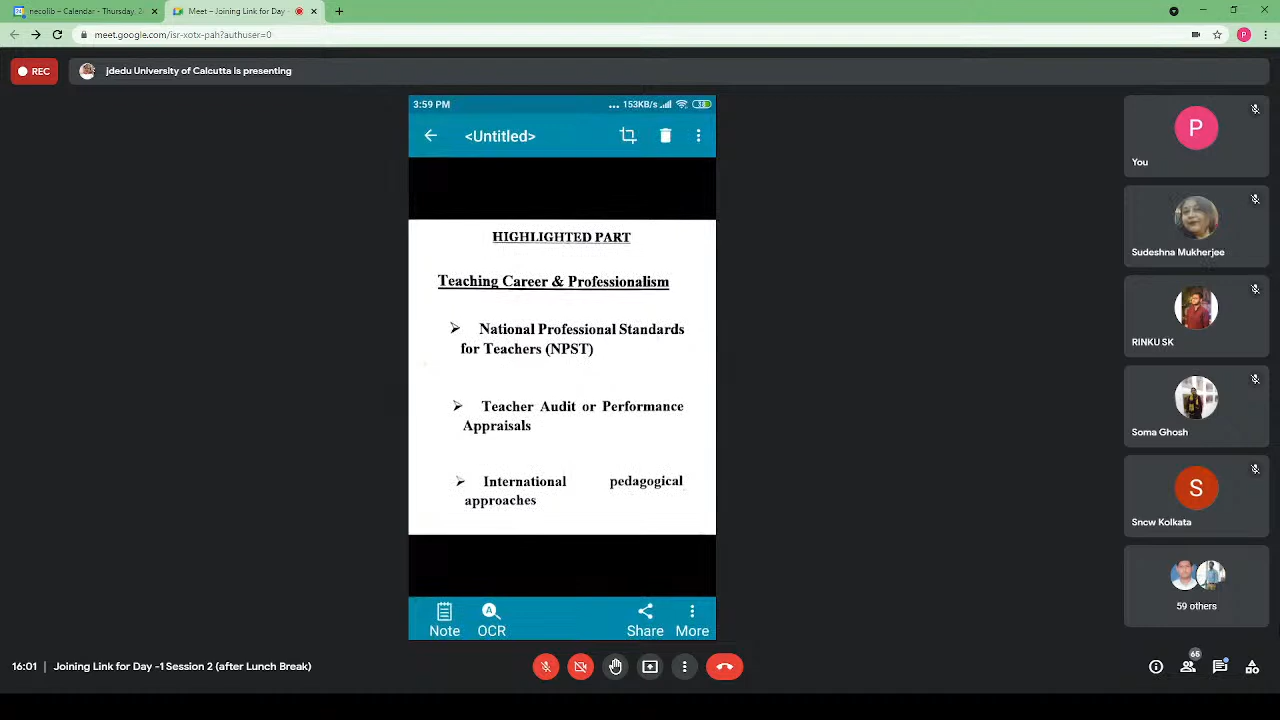 necolib – Calendar - Thursday, 2
Meet – Joining Link for Day -
meet.google.com/isr-xotx-pah?authuser=0
P
REC
jdedu University of Calcutta is presenting
3:59 PM
... 153KB/s
<Untitled>
HIGHLIGHTED PART
Teaching Career & Professionalism
➢ National Professional Standards
for Teachers (NPST)
➢ Teacher Audit or Performance
Appraisals
➢ International pedagogical
approaches
Note
OCR
Share
More
P
You
Sudeshna Mukherjee
RINKU SK
Soma Ghosh
S
Snow Kolkata
59 others
16:01 | Joining Link for Day -1 Session 2 (after Lunch Break)
65